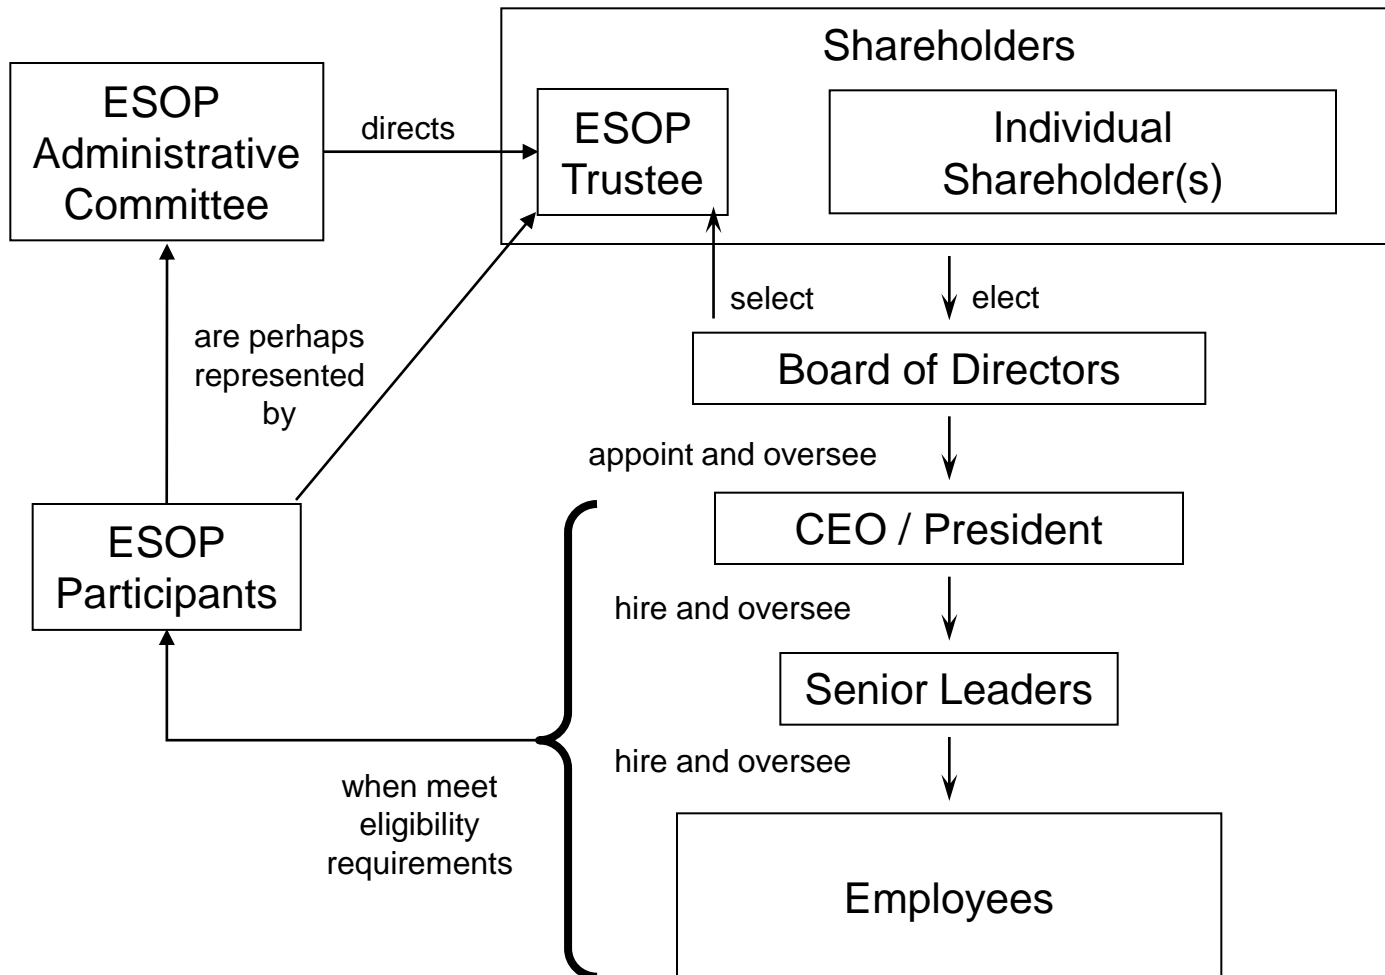 Shareholders
ESOP
Administrative
Committee
directs
ESOP
Trustee
Individual
Shareholder(s)
select
elect
are perhaps
represented
by
Board of Directors
appoint and oversee
ESOP
Participants
CEO / President
hire and oversee
Senior Leaders
hire and oversee
when meet
eligibility
requirements
Employees